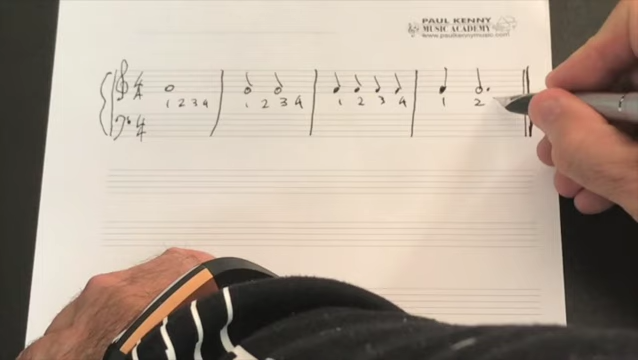 PAUL KENNY
MUSIC ACADEMY
www.paulkennymusic.com
4 4
1 2 3 4 1 2 3 4 1 2 3 4 1 2
4 4